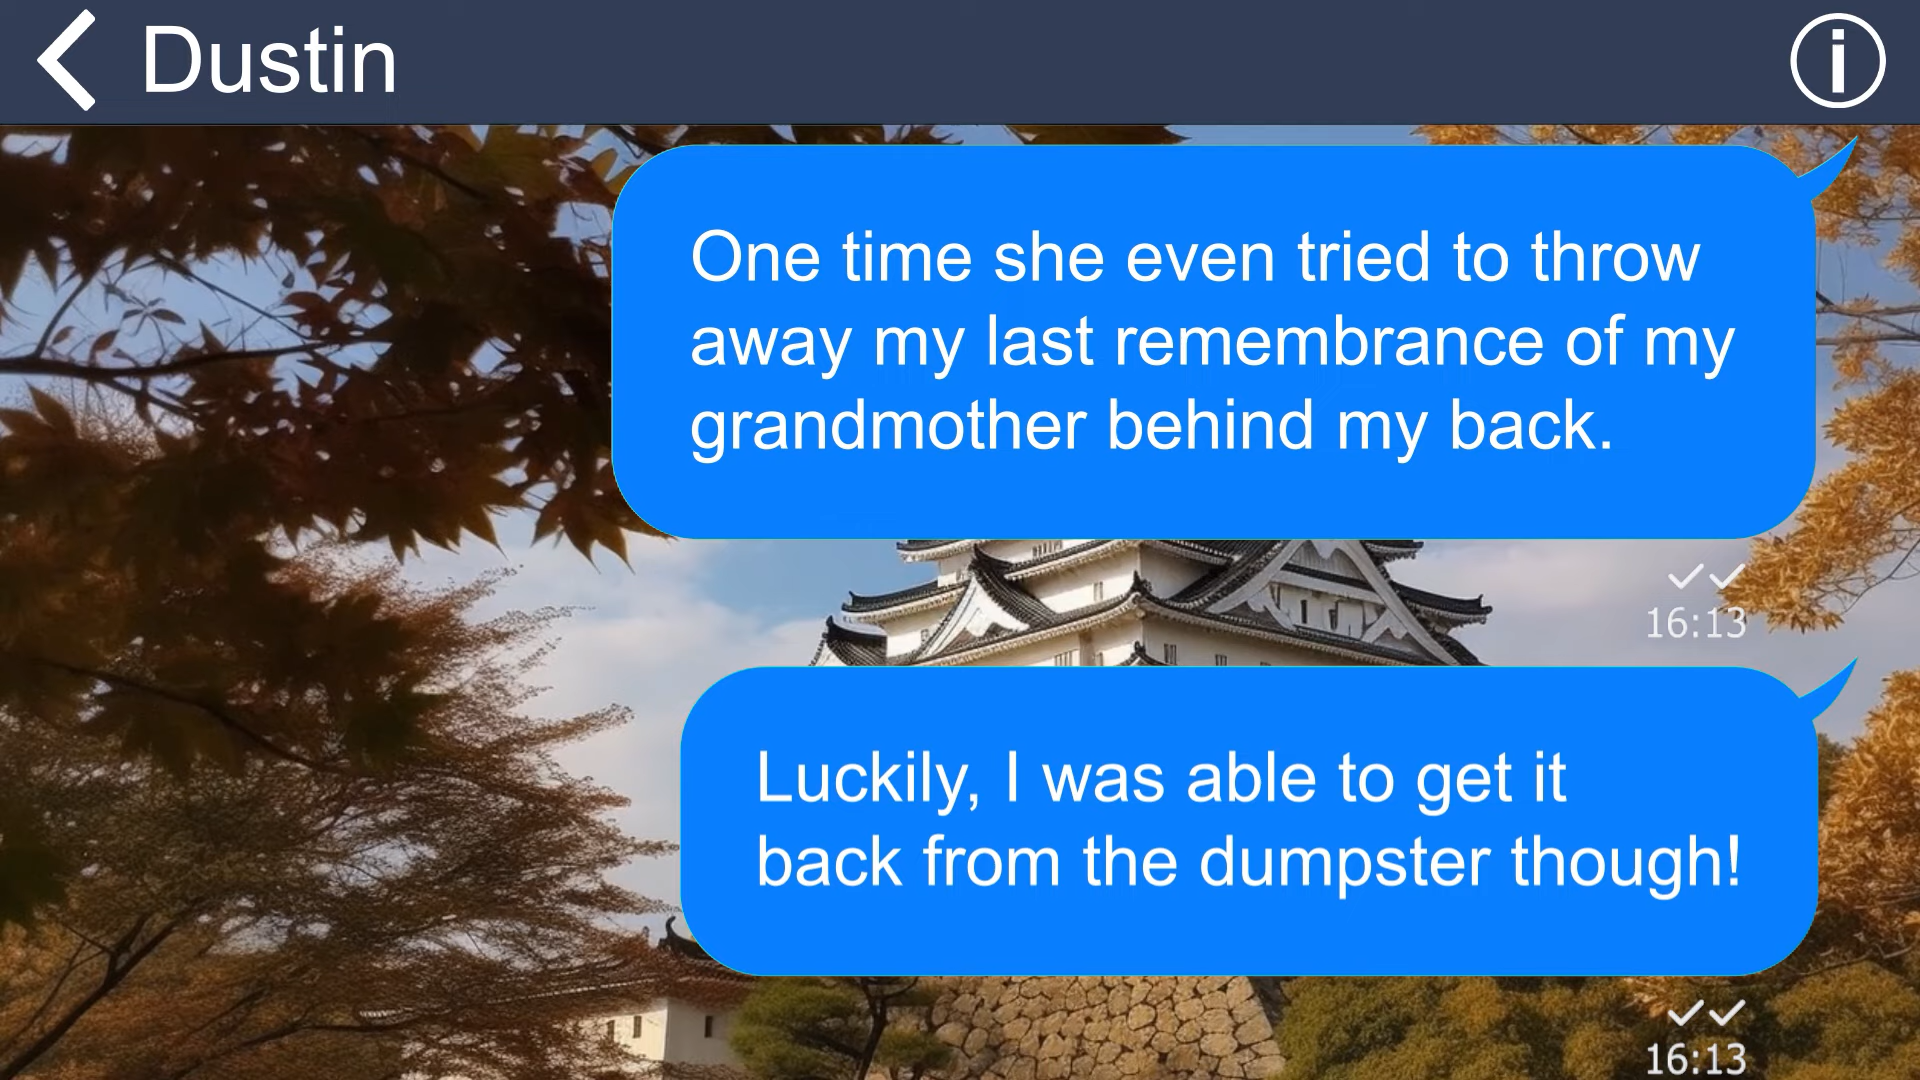 Dustin
One time she even tried to throw
away my last remembrance of my
grandmother behind my back.
16:13
Luckily, I was able to get it
back from the dumpster though!
16:13